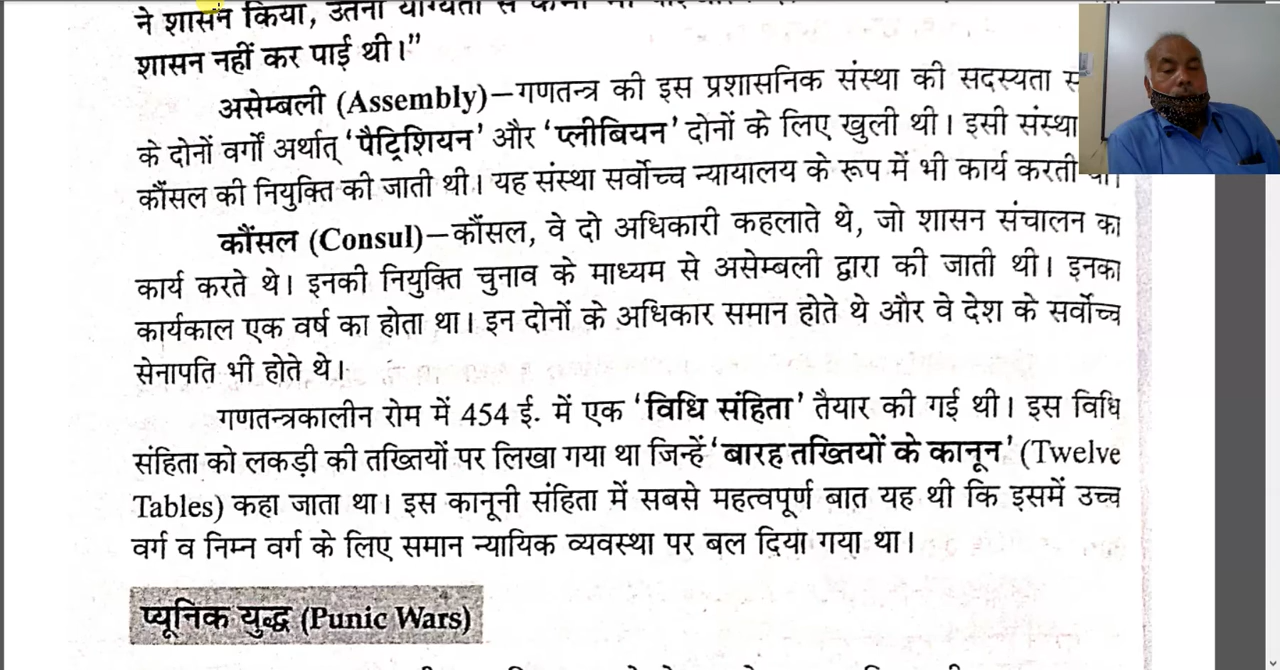 ने शासन किया, उतनी योग्यता से कभी भी
शासन नहीं कर पाई थी।”
असेम्बली (Assembly)–गणतन्त्र की इस प्रशासनिक संस्था की सदस्यता
के दोनों वर्गों अर्थात् ‘पैट्रिशियन’ और ‘प्लीबियन’ दोनों के लिए खुली थी। इसी संस्था
कौंसल की नियुक्ति की जाती थी। यह संस्था सर्वोच्च न्यायालय के रूप में भी कार्य करती
कौंसल (Consul)–कौंसल, वे दो अधिकारी कहलाते थे, जो शासन संचालन का
कार्य करते थे। इनकी नियुक्ति चुनाव के माध्यम से असेम्बली द्वारा की जाती थी। इनका
कार्यकाल एक वर्ष का होता था। इन दोनों के अधिकार समान होते थे और वे देश के सर्वोच्च
सेनापति भी होते थे।
गणतन्त्रकालीन रोम में 454 ई. में एक ‘विधि संहिता’ तैयार की गई थी। इस विधि
संहिता को लकड़ी की तख्तियों पर लिखा गया था जिन्हें ‘बारह तख्तियों के कानून’ (Twelve
Tables) कहा जाता था। इस कानूनी संहिता में सबसे महत्वपूर्ण बात यह थी कि इसमें उच्च
वर्ग व निम्न वर्ग के लिए समान न्यायिक व्यवस्था पर बल दिया गया था।
प्यूनिक युद्ध (Punic Wars)